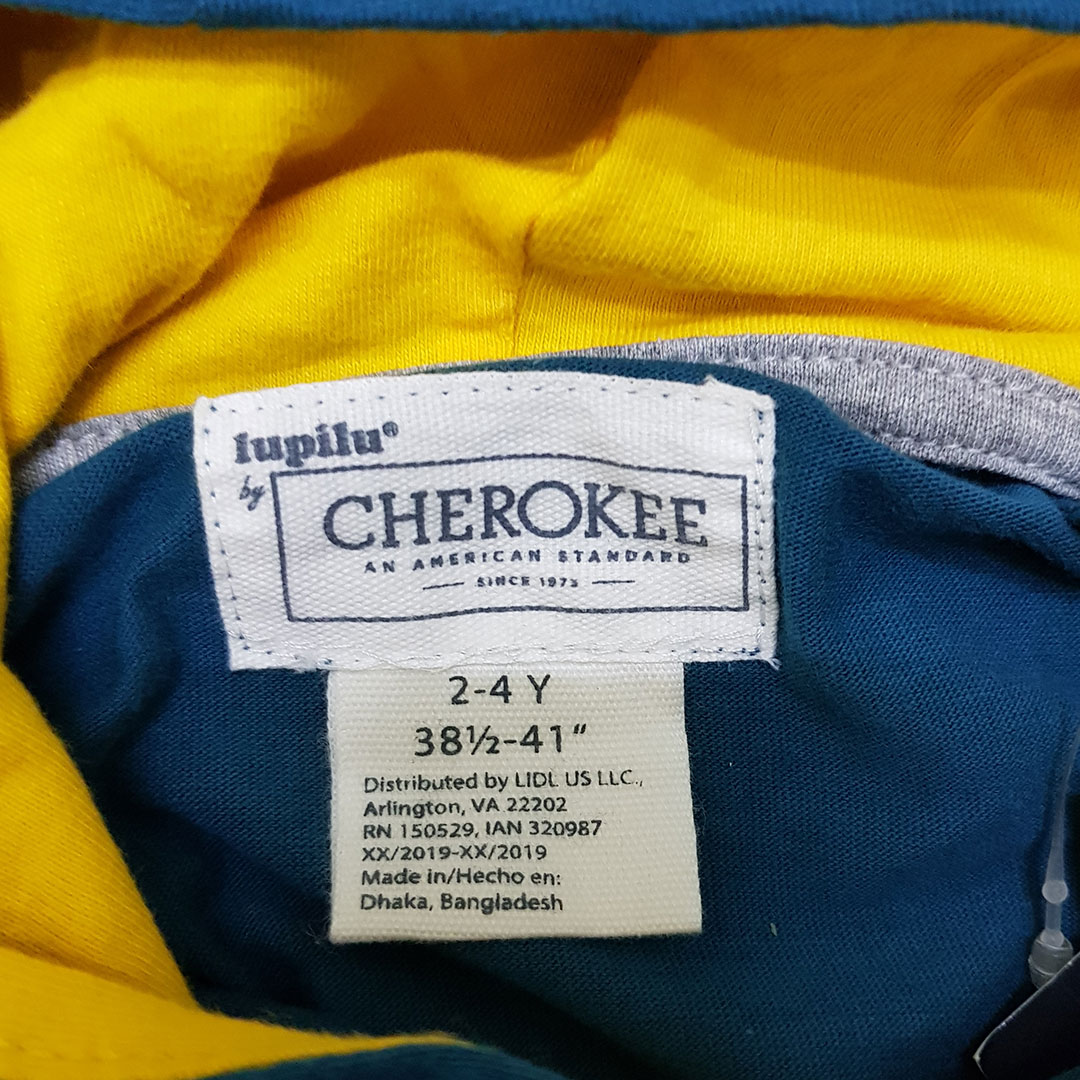 lupilu®
by CHEROKEE
AN AMERICAN STANDARD
SINCE 1973
2-4 Y
38½-41"
Distributed by LIDL US LLC.,
Arlington, VA 22202
RN 150529, IAN 320987
XX/2019-XX/2019
Made in/Hecho en:
Dhaka, Bangladesh